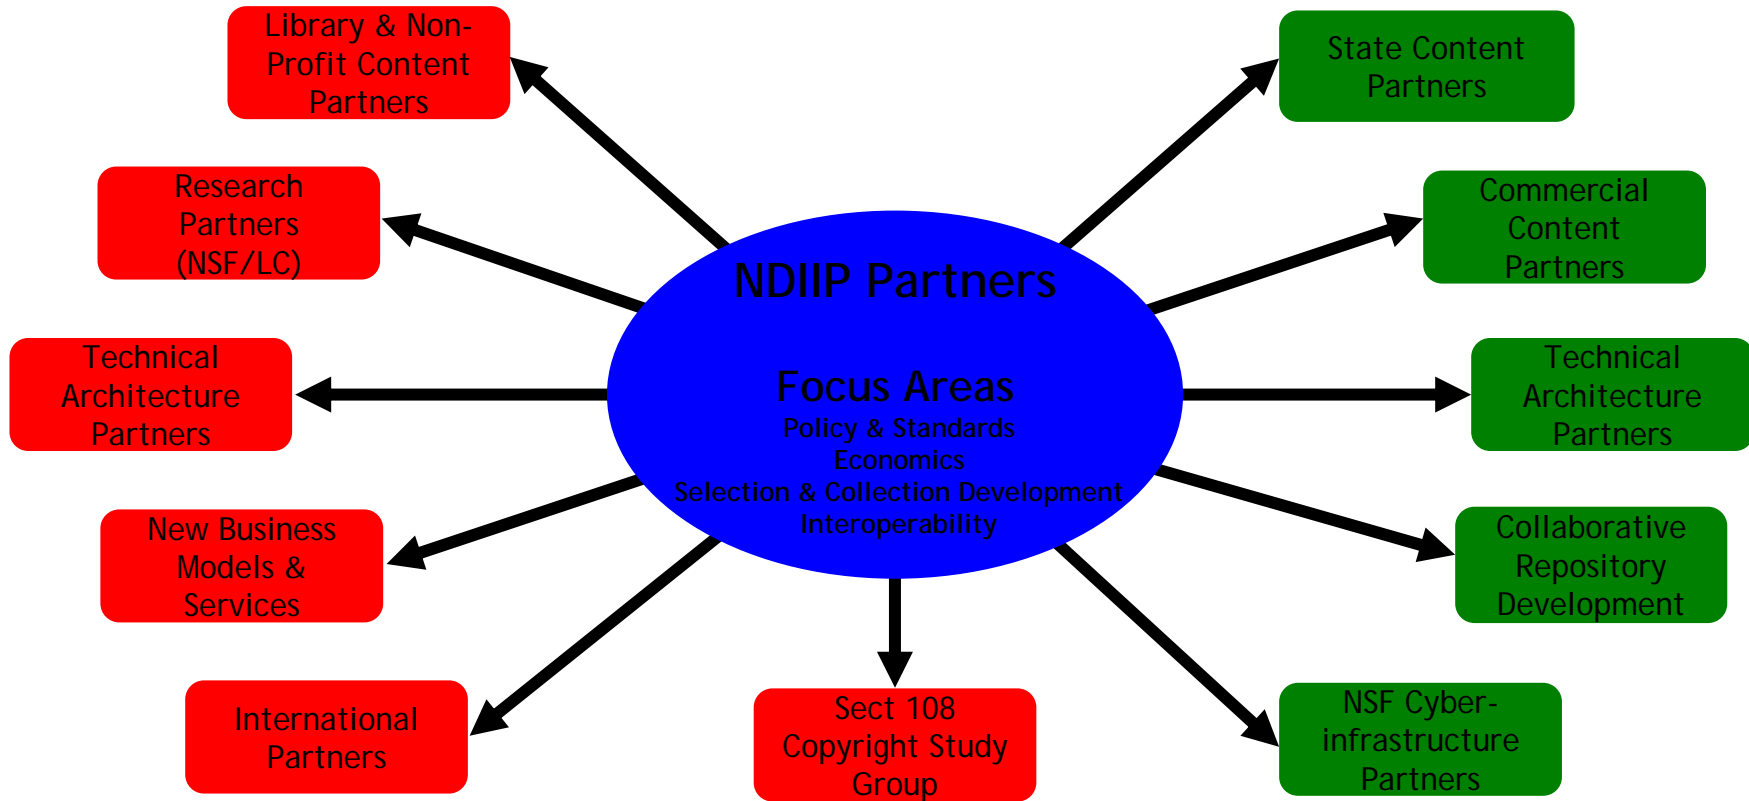 Library & Non-
Profit Content
Partners
State Content
Partners
Research
Partners
(NSF/LC)
Commercial
Content
Partners
NDIIP Partners
Focus Areas
Policy & Standards
Economics
Selection & Collection Development
Interoperability
Technical
Architecture
Partners
Technical
Architecture
Partners
New Business
Models &
Services
Collaborative
Repository
Development
International
Partners
Sect 108
Copyright Study
Group
NSF Cyber-
infrastructure
Partners